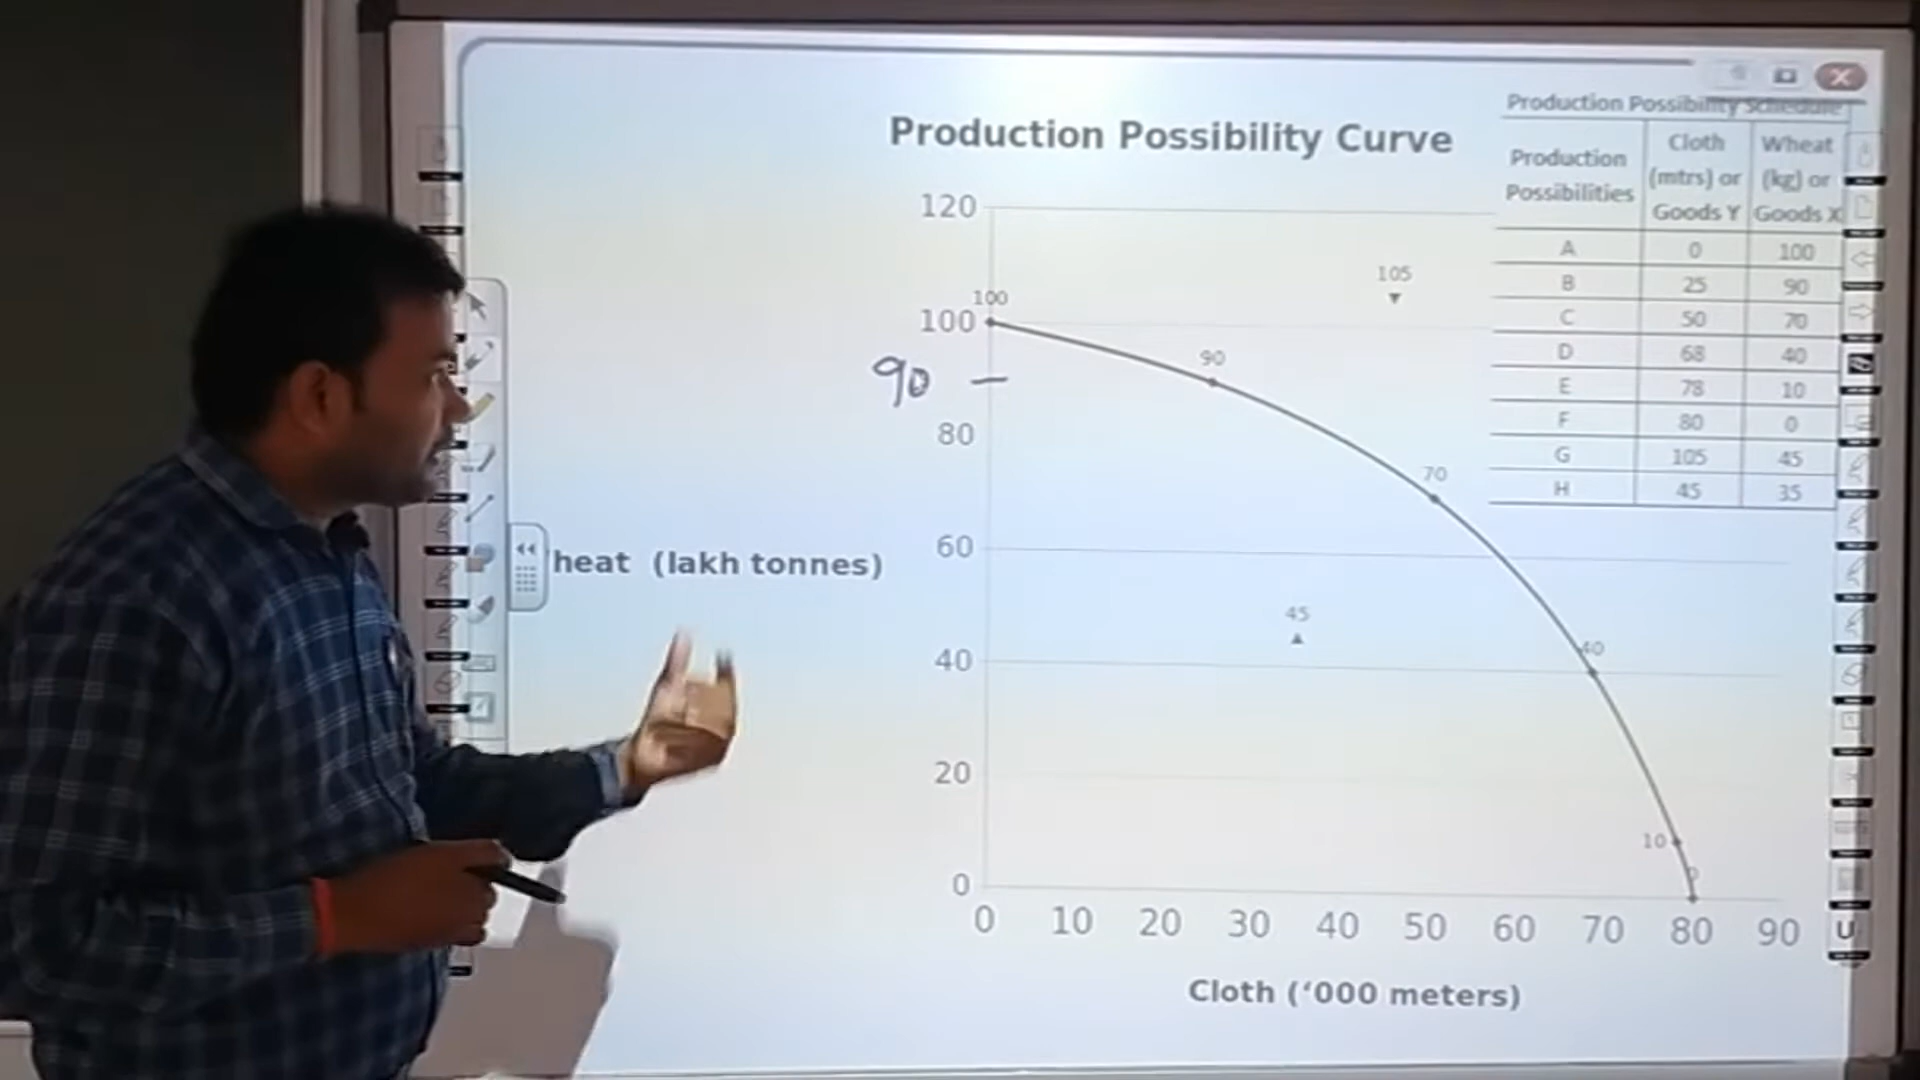 Production Possibility Curve
Production Possibility Schedule
Production Possibilities
Cloth (mtrs) or Goods Y
Wheat (kg) or Goods X
A 0 100
B 25 90
C 50 70
D 68 40
E 78 10
F 80 0
G 105 45
H 45 35
120
100
90
80
60
40
20
0
heat (lakh tonnes)
100
90
105
70
45
40
10
0
0 10 20 30 40 50 60 70 80 90
Cloth (‘000 meters)
U